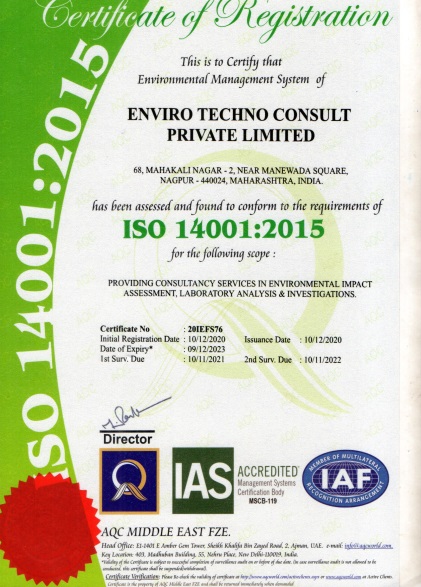 Certificate of Registration
This is to Certify that
Environmental Management System of
ENVIRO TECHNO CONSULT
PRIVATE LIMITED
68, MAHAKALI NAGAR - 2, NEAR MANEWADA SQUARE,
NAGPUR - 440024, MAHARASHTRA, INDIA.
has been assessed and found to conform to the requirements of
ISO 14001:2015
for the following scope :
PROVIDING CONSULTANCY SERVICES IN ENVIRONMENTAL IMPACT
ASSESSMENT, LABORATORY ANALYSIS & INVESTIGATIONS.
Certificate No : 20IEFS76
Initial Registration Date : 10/12/2020 Issuance Date : 10/12/2020
Date of Expiry* : 09/12/2023
1st Surv. Due : 10/11/2021 2nd Surv. Due : 10/11/2022
Director
IAS ACCREDITED
Management Systems
Certification Body
MSCB-119
MEMBER OF MULTILATERAL
RECOGNITION ARRANGEMENT
IAF
AQC MIDDLE EAST FZE.
Head Office: E1-1401 E Amber Gem Tower, Sheikh Khalifa Bin Zayed Road, 2, Ajman, UAE. e-mail: info@aqcworld.com,
Key Location: 403, Madhuban Building, 55, Nehru Place, New Delhi-110019, India.
*Validity of the Certificate is subject to successful completion of surveillance audit on or before of due date. In case surveillance audit is not allowed to be
conducted, this certificate shall be suspended/withdrawn.
Certificate Verification: Please Re-check the validity of certificate at http://www.aqcworld.com/activeclients.aspx or www.aqcworld.com at Active Clients.
Certificate is the property of AQC Middle East FZE and shall be returned immediately when demanded
ISO 14001:2015